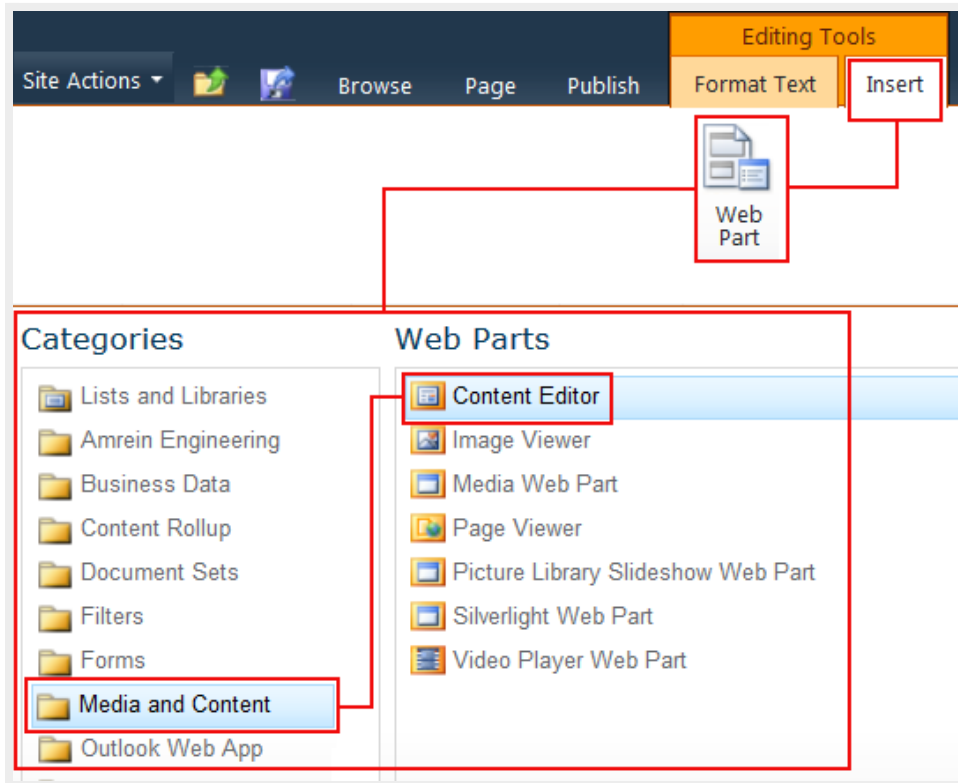 Editing Tools
Site Actions Browse Page Publish Format Text Insert
Web
Part
Categories
Lists and Libraries
Amrein Engineering
Business Data
Content Rollup
Document Sets
Filters
Forms
Media and Content
Outlook Web App
Web Parts
Content Editor
Image Viewer
Media Web Part
Page Viewer
Picture Library Slideshow Web Part
Silverlight Web Part
Video Player Web Part